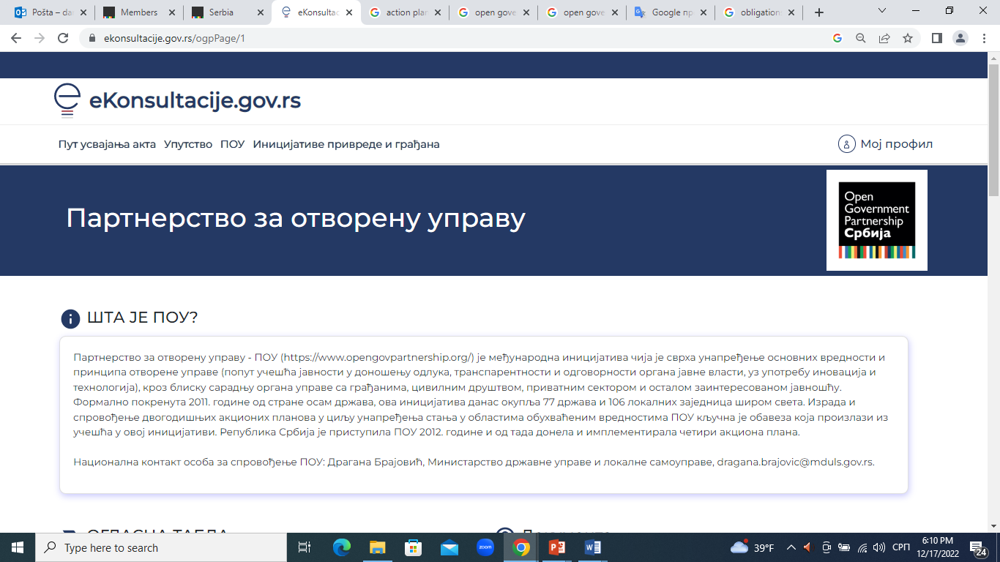 Pošta – da
Members
Serbia
eKonsultac
action plan
open gove
open gove
Google пр
obligations
ekonsultacije.gov.rs/ogpPage/1
eKonsultacije.gov.rs
Пут усвајања акта Упутство ПОУ Иницијативе привреде и грађана
Мој профил
Партнерство за отворену управу
Open
Government
Partnership
Србија
ШТА ЈЕ ПОУ?
Партнерство за отворену управу - ПОУ (https://www.opengovpartnership.org/) је међународна иницијатива чија је сврха унапређење основних вредности и
принципа отворене управе (попут учешћа јавности у доношењу одлука, транспарентности и одговорности органа јавне власти, уз употребу иновација и
технологија), кроз блиску сарадњу органа управе са грађанима, цивилним друштвом, приватним сектором и осталом заинтересованом јавношћу.
Формално покренута 2011. године од стране осам држава, ова иницијатива данас окупља 77 држава и 106 локалних заједница широм света. Израда и
спровођење двогодишњих акционих планова у циљу унапређења стања у областима обухваћеним вредностима ПОУ кључна је обавеза која произлази из
учешћа у овој иницијативи. Република Србија је приступила ПОУ 2012. године и од тада донела и имплементирала четири акциона плана.
Национална контакт особа за спровођење ПОУ: Драгана Брајовић, Министарство државне управе и локалне самоуправе, dragana.brajovic@mduls.gov.rs.
ОГЛАСНА ТАБЛА
Type here to search
zoom
39°F
СРП
6:10 PM
12/17/2022
24